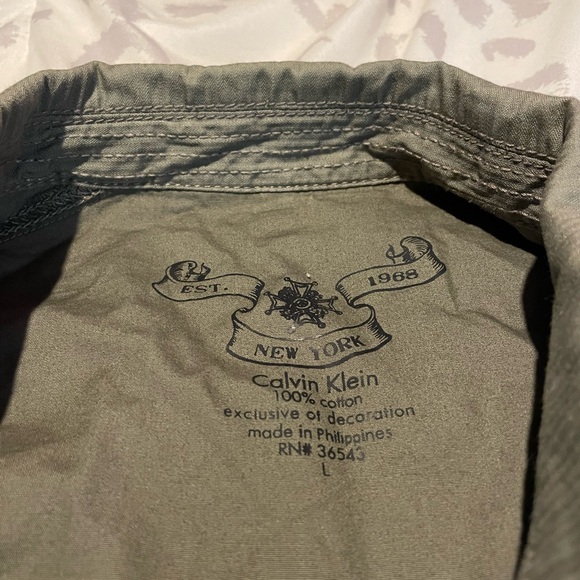 EST. 1968
NEW YORK
Calvin Klein
100% cotton
exclusive of decoration
made in Philippines
RN# 36543
L